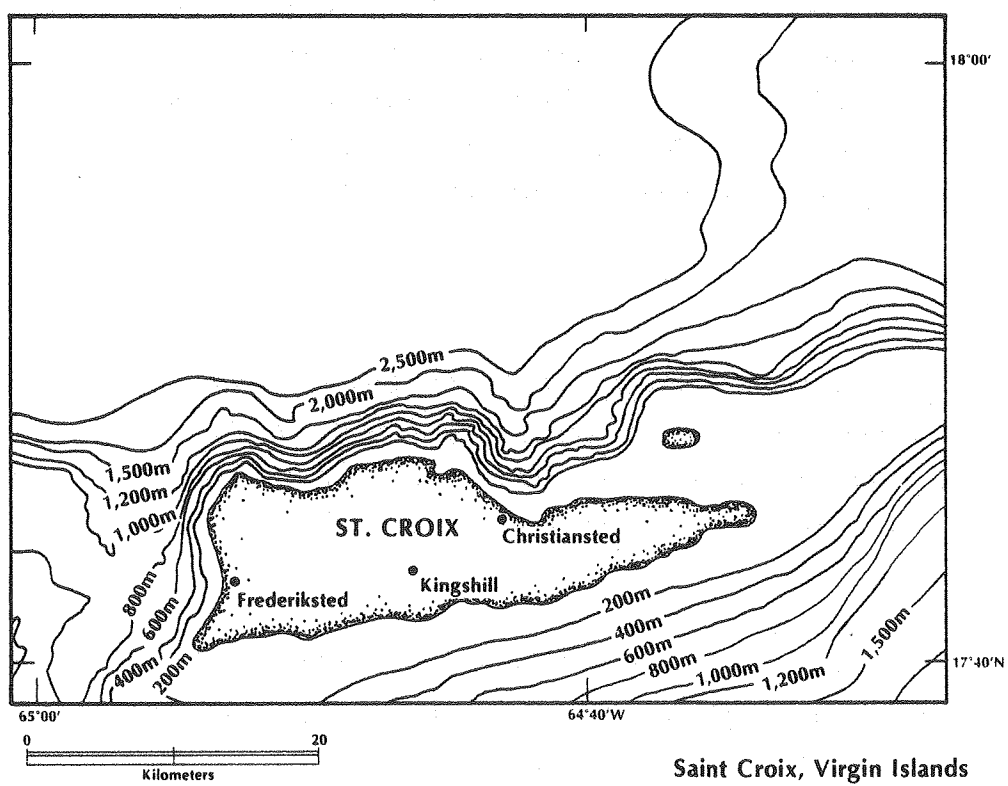 18°00'
2,500m
2,000m
1,500m
1,200m
1,000m
ST. CROIX
Christiansted
800m
Kingshill
600m
Frederiksted
200m
400m
1,500m
600m
400m
200m
800m
1,000m
1,200m
17°40'N
65°00'
64°40'W
0
20
Kilometers
Saint Croix, Virgin Islands